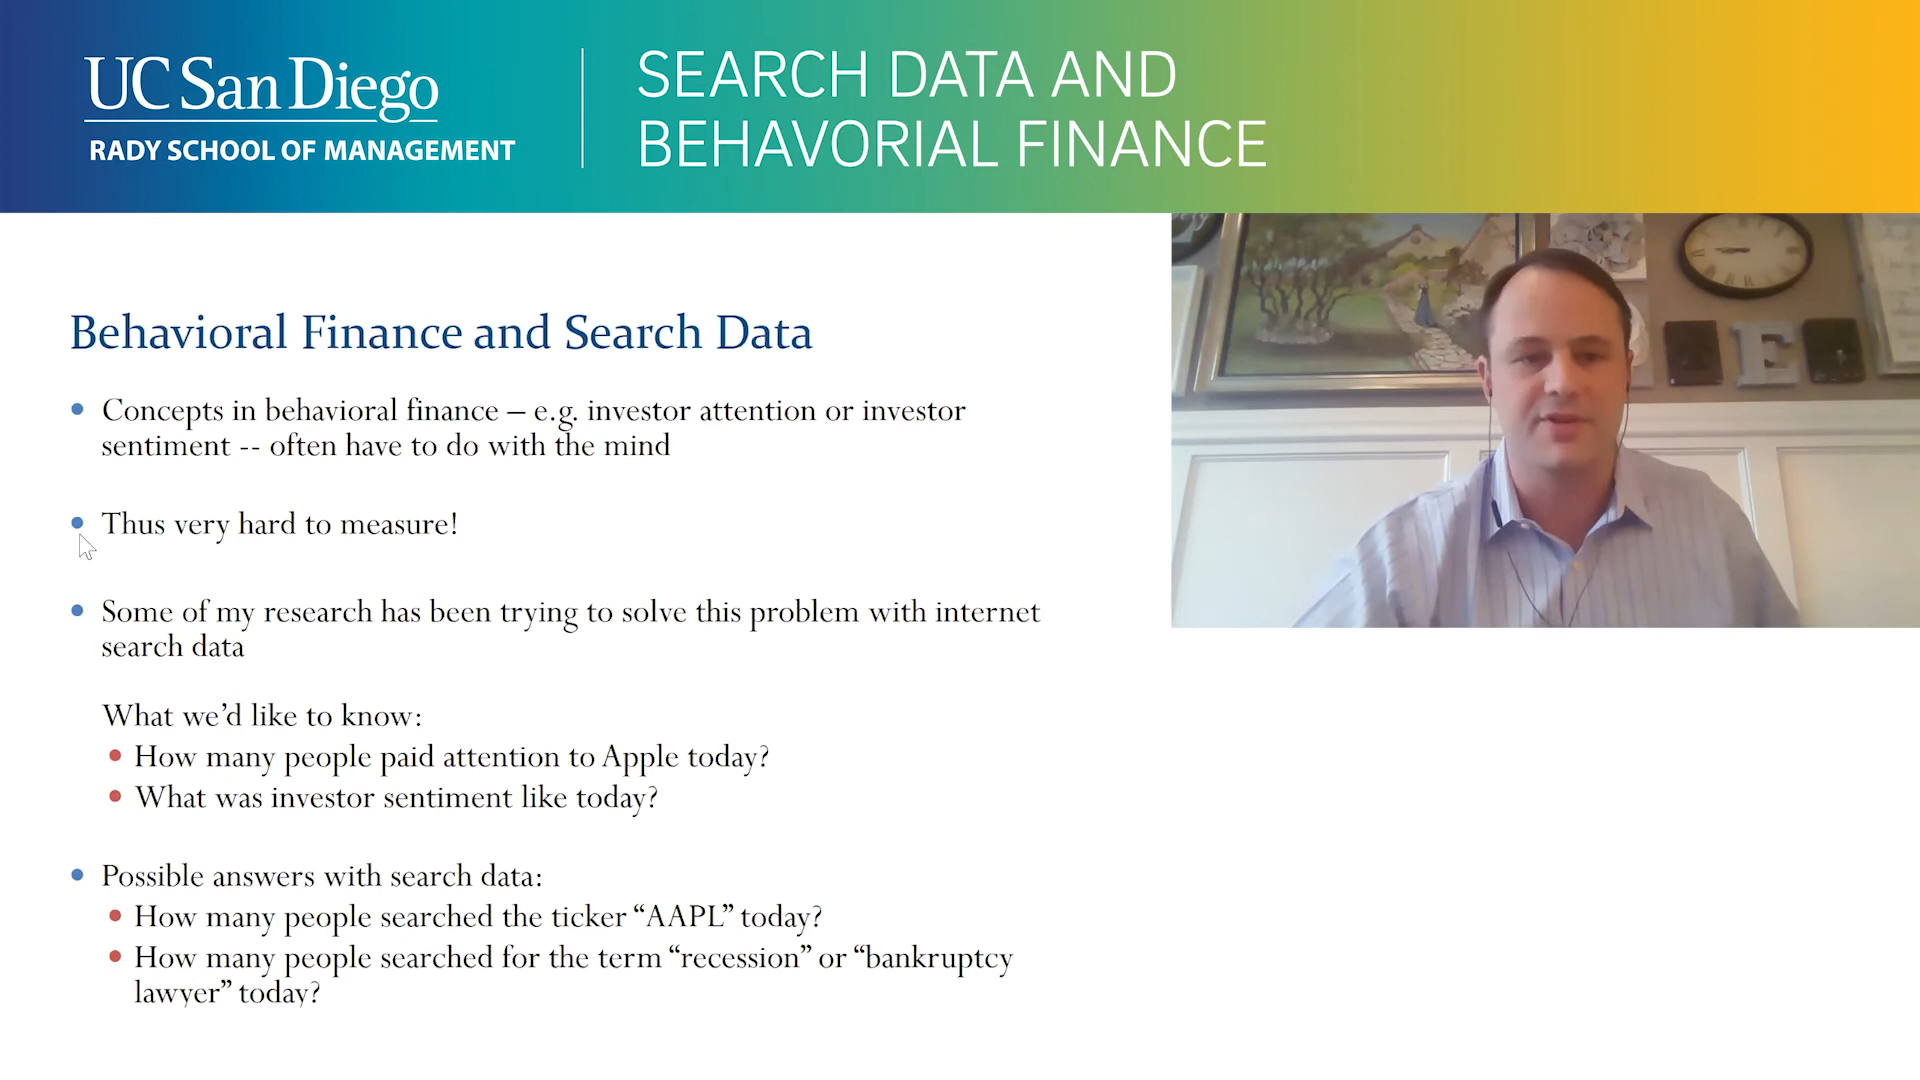 UC San Diego
RADY SCHOOL OF MANAGEMENT
SEARCH DATA AND
BEHAVORIAL FINANCE
Behavioral Finance and Search Data
Concepts in behavioral finance – e.g. investor attention or investor
sentiment -- often have to do with the mind
Thus very hard to measure!
Some of my research has been trying to solve this problem with internet
search data
What we’d like to know:
How many people paid attention to Apple today?
What was investor sentiment like today?
Possible answers with search data:
How many people searched the ticker “AAPL” today?
How many people searched for the term “recession” or “bankruptcy
lawyer” today?